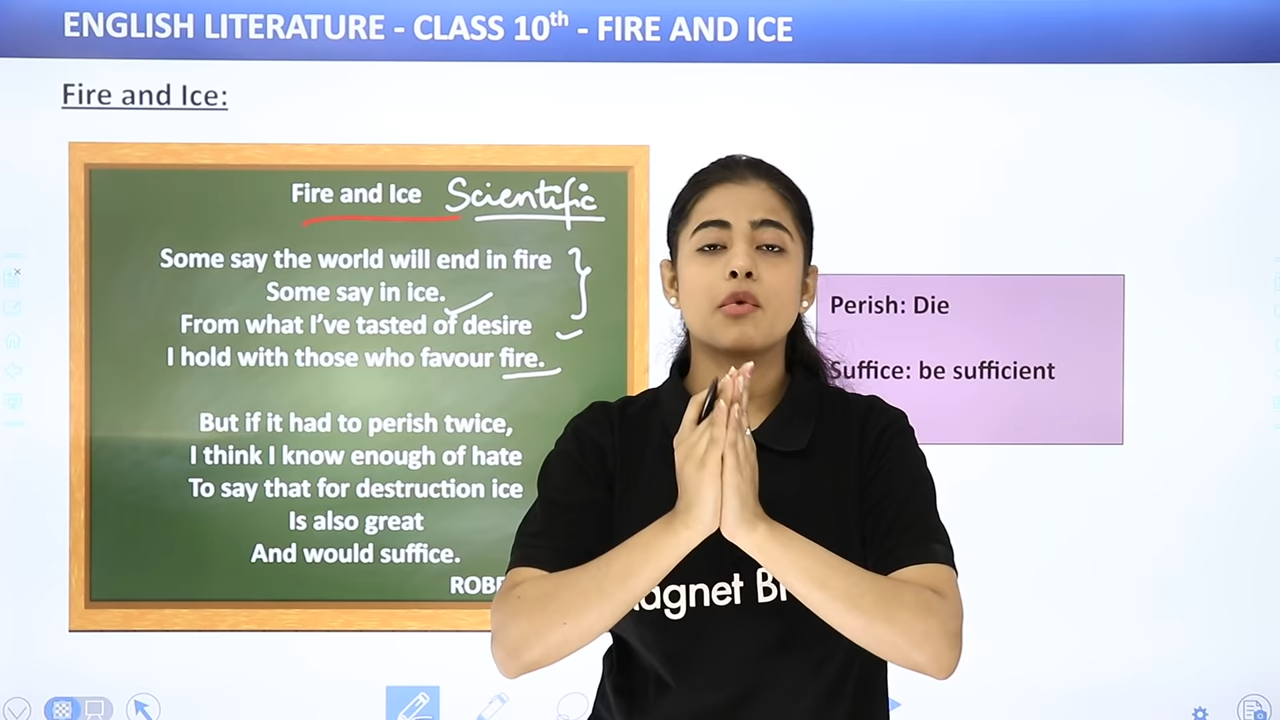 ENGLISH LITERATURE - CLASS 10th - FIRE AND ICE
Fire and Ice:
Fire and Ice Scientific
Some say the world will end in fire
Some say in ice.
From what I've tasted of desire
I hold with those who favour fire.
But if it had to perish twice,
I think I know enough of hate
To say that for destruction ice
Is also great
And would suffice.
Perish: Die
Suffice: be sufficient